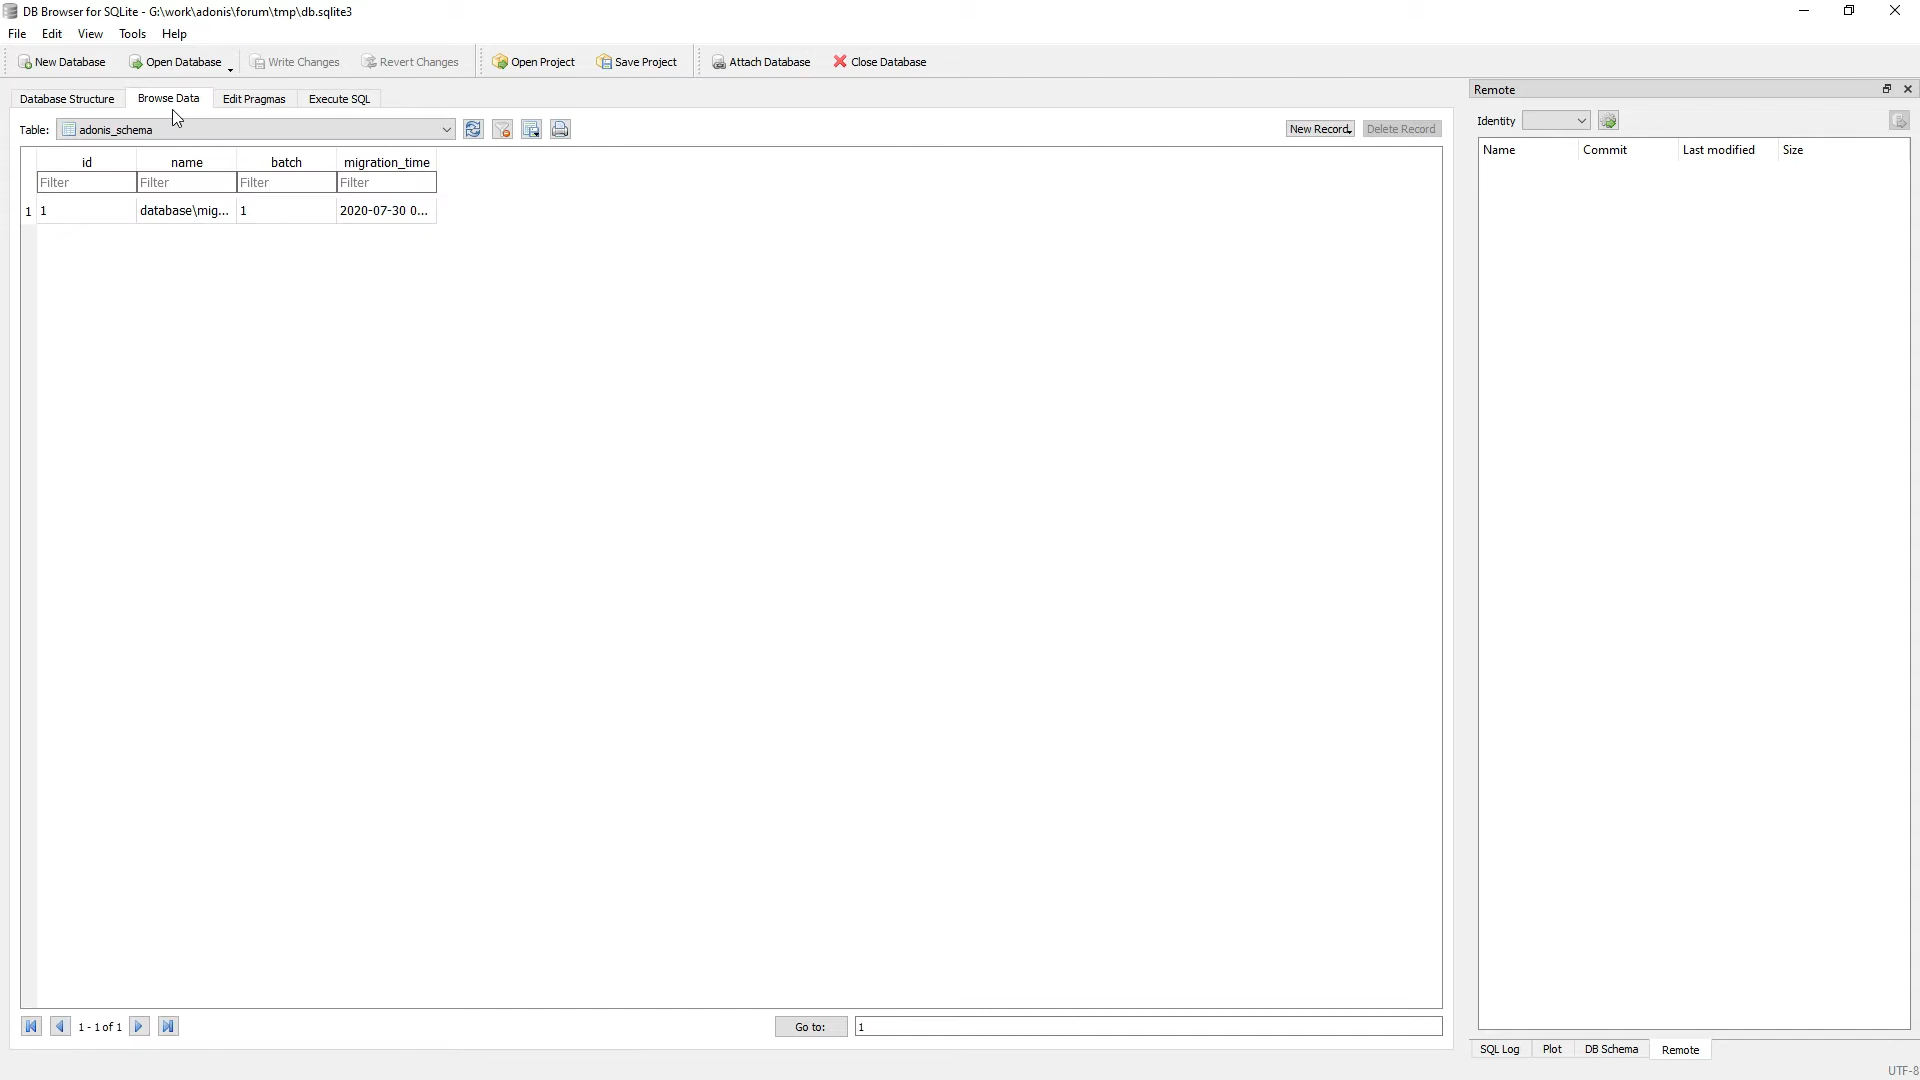 DB Browser for SQLite - G:\work\adonis\forum\tmp\db.sqlite3
File Edit View Tools Help
New Database Open Database Write Changes Revert Changes Open Project Save Project Attach Database Close Database
Database Structure Browse Data Edit Pragmas Execute SQL
Remote
Table: adonis_schema New Record Delete Record
Identity
Name Commit Last modified Size
id name batch migration_time
Filter Filter Filter Filter
1 1 database\mig... 1 2020-07-30 0...
1 - 1 of 1 Go to: 1
SQL Log Plot DB Schema Remote
UTF-8